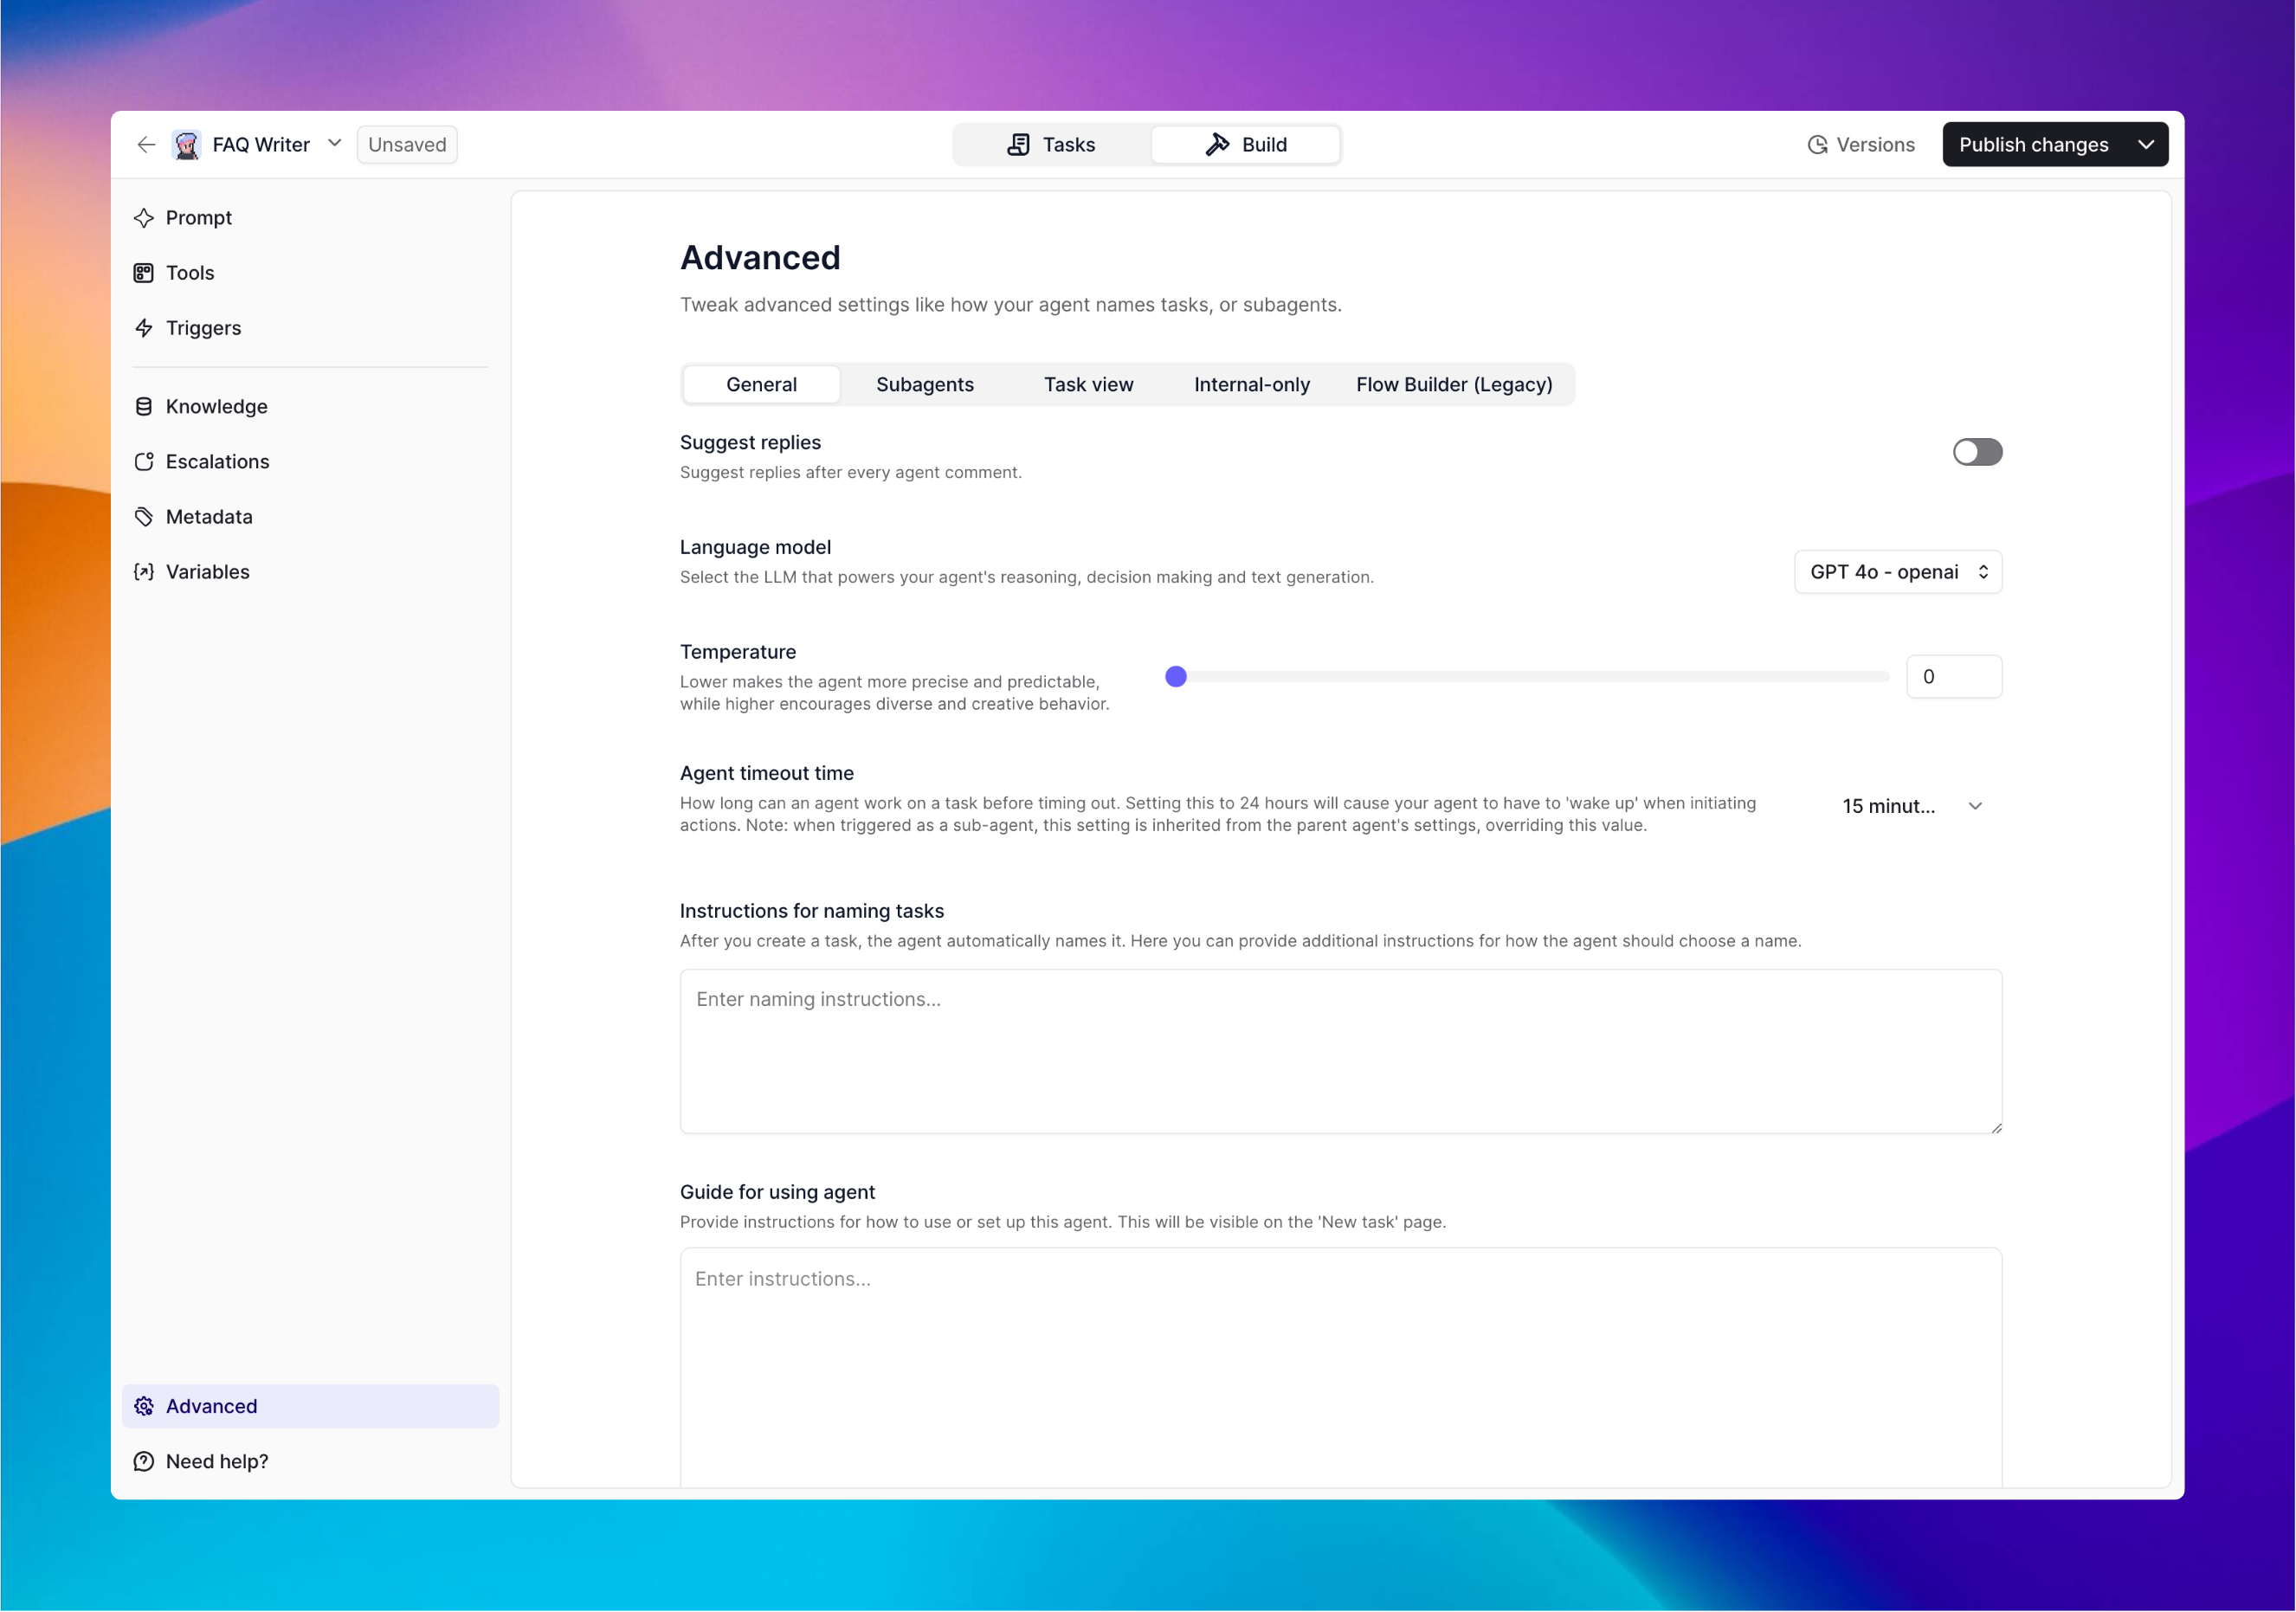 FAQ Writer
Unsaved
Tasks
Build
Versions
Publish changes
Prompt
Tools
Triggers
Knowledge
Escalations
Metadata
Variables
Advanced
Need help?
Advanced
Tweak advanced settings like how your agent names tasks, or subagents.
General
Subagents
Task view
Internal-only
Flow Builder (Legacy)
Suggest replies
Suggest replies after every agent comment.
Language model
Select the LLM that powers your agent's reasoning, decision making and text generation.
GPT 4o - openai
Temperature
Lower makes the agent more precise and predictable,
while higher encourages diverse and creative behavior.
0
Agent timeout time
How long can an agent work on a task before timing out. Setting this to 24 hours will cause your agent to have to 'wake up' when initiating
actions. Note: when triggered as a sub-agent, this setting is inherited from the parent agent's settings, overriding this value.
15 minut...
Instructions for naming tasks
After you create a task, the agent automatically names it. Here you can provide additional instructions for how the agent should choose a name.
Enter naming instructions...
Guide for using agent
Provide instructions for how to use or set up this agent. This will be visible on the 'New task' page.
Enter instructions...